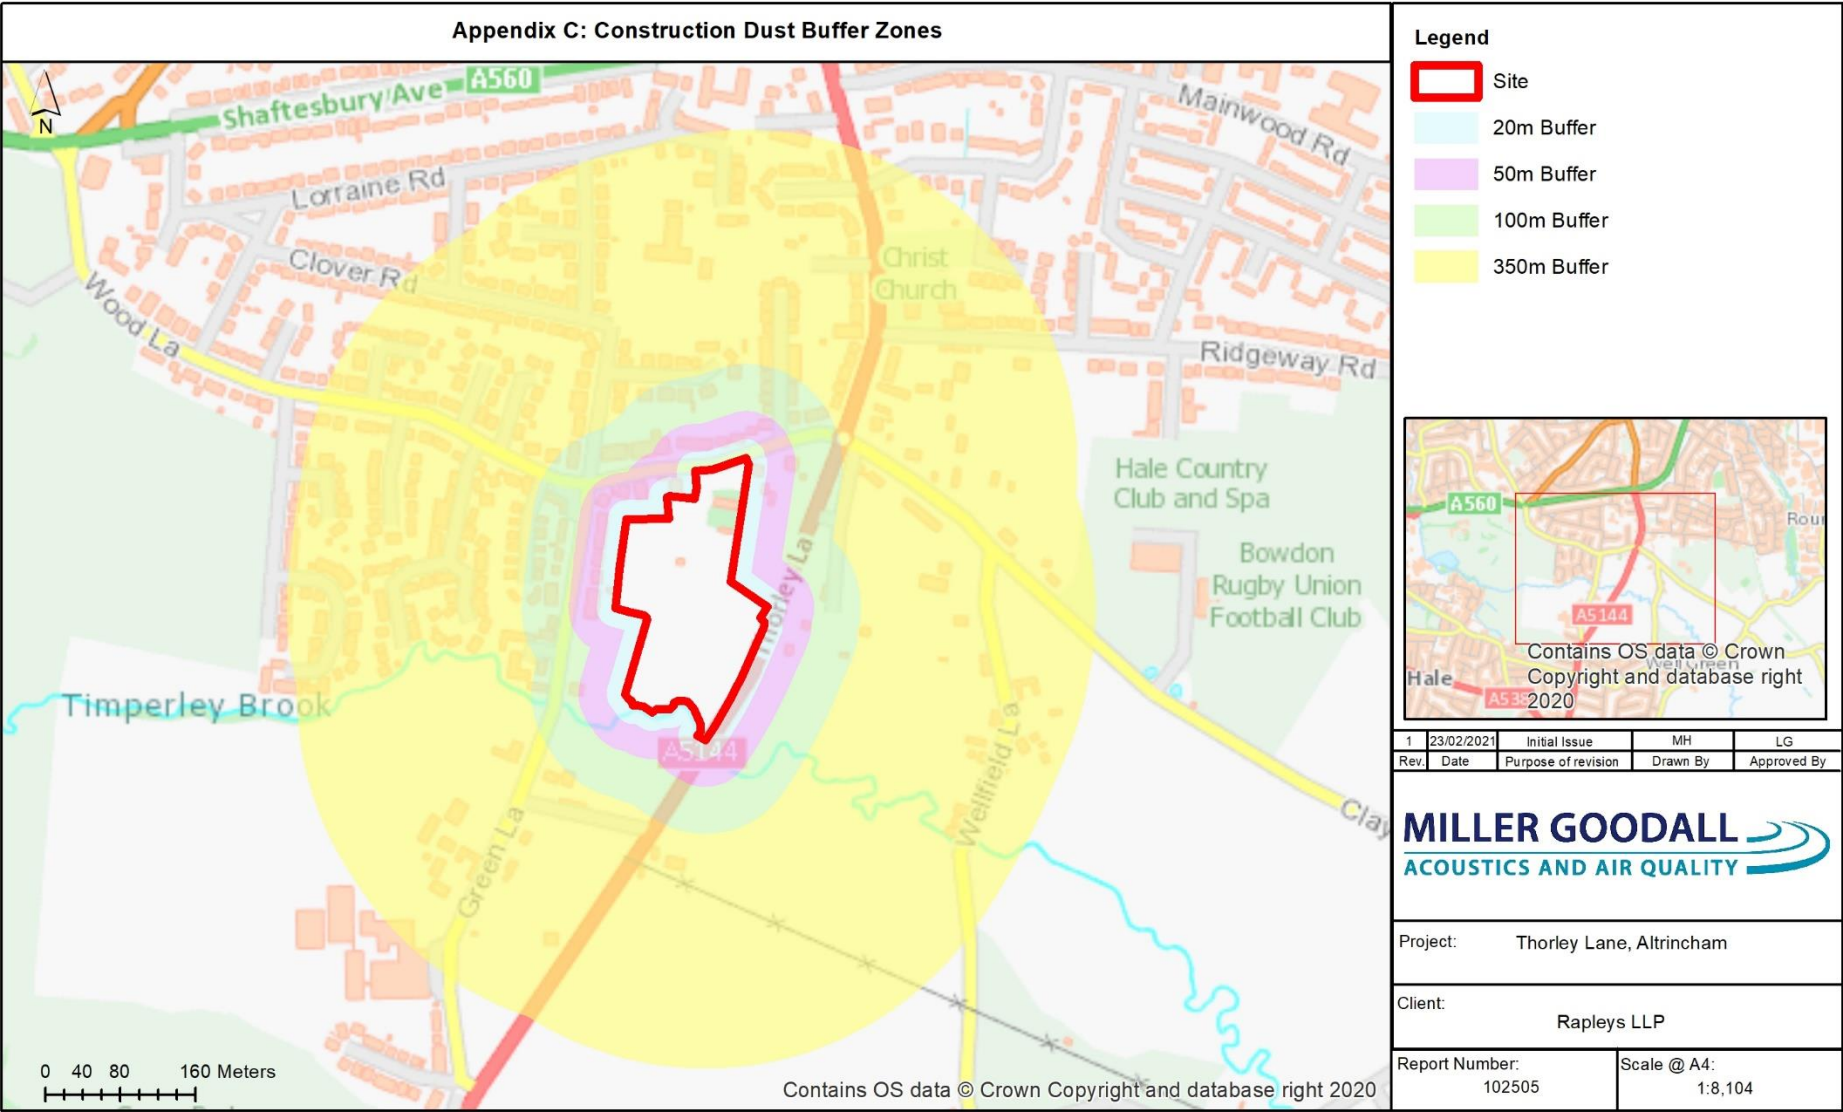 Appendix C: Construction Dust Buffer Zones
N
Shaftesbury Ave
A560
Mainwood Rd
Lorraine Rd
Clover Rd
Christ
Church
Wood La
Ridgeway Rd
Hale Country
Club and Spa
Bowdon
Rugby Union
Football Club
Thorley La
Timperley Brook
A5144
Wellfield La
Green La
Clay
0 40 80 160 Meters
Contains OS data © Crown Copyright and database right 2020
Legend
Site
20m Buffer
50m Buffer
100m Buffer
350m Buffer
A560
Rou
A5144
Contains OS data © Crown
Well Green
Copyright and database right
Hale
A538
2020
1 23/02/2021 Initial Issue MH LG
Rev. Date Purpose of revision Drawn By Approved By
MILLER GOODALL
ACOUSTICS AND AIR QUALITY
Project: Thorley Lane, Altrincham
Client:
Rapleys LLP
Report Number:
102505
Scale @ A4:
1:8,104